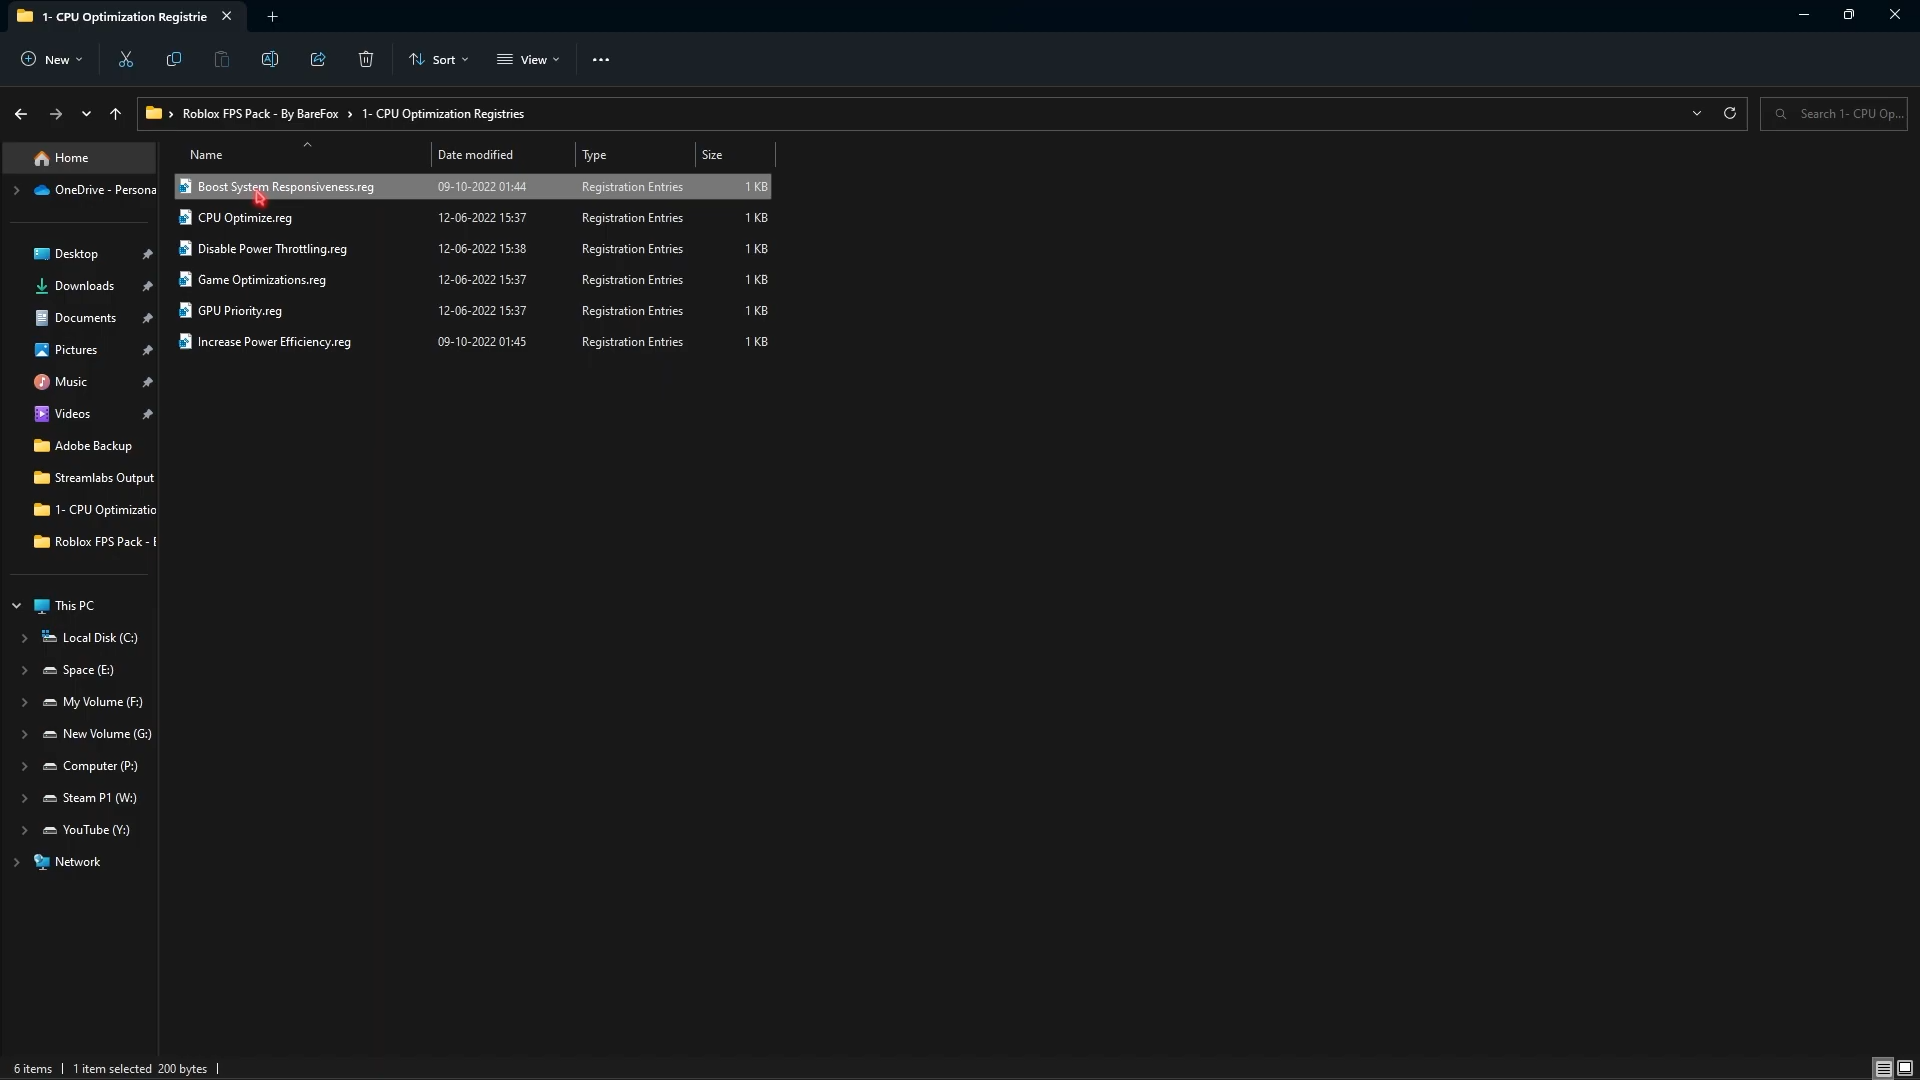 1- CPU Optimization Registrie
New
Sort
View
Roblox FPS Pack - By BareFox > 1- CPU Optimization Registries
Search 1- CPU Op...
Name Date modified Type Size
Home
OneDrive - Persona
Desktop
Downloads
Documents
Pictures
Music
Videos
Adobe Backup
Streamlabs Output
1- CPU Optimizatio
Roblox FPS Pack - E
This PC
Local Disk (C:)
Space (E:)
My Volume (F:)
New Volume (G:)
Computer (P:)
Steam P1 (W:)
YouTube (Y:)
Network
Boost System Responsiveness.reg 09-10-2022 01:44 Registration Entries 1 KB
CPU Optimize.reg 12-06-2022 15:37 Registration Entries 1 KB
Disable Power Throttling.reg 12-06-2022 15:38 Registration Entries 1 KB
Game Optimizations.reg 12-06-2022 15:37 Registration Entries 1 KB
GPU Priority.reg 12-06-2022 15:37 Registration Entries 1 KB
Increase Power Efficiency.reg 09-10-2022 01:45 Registration Entries 1 KB
6 items 1 item selected 200 bytes